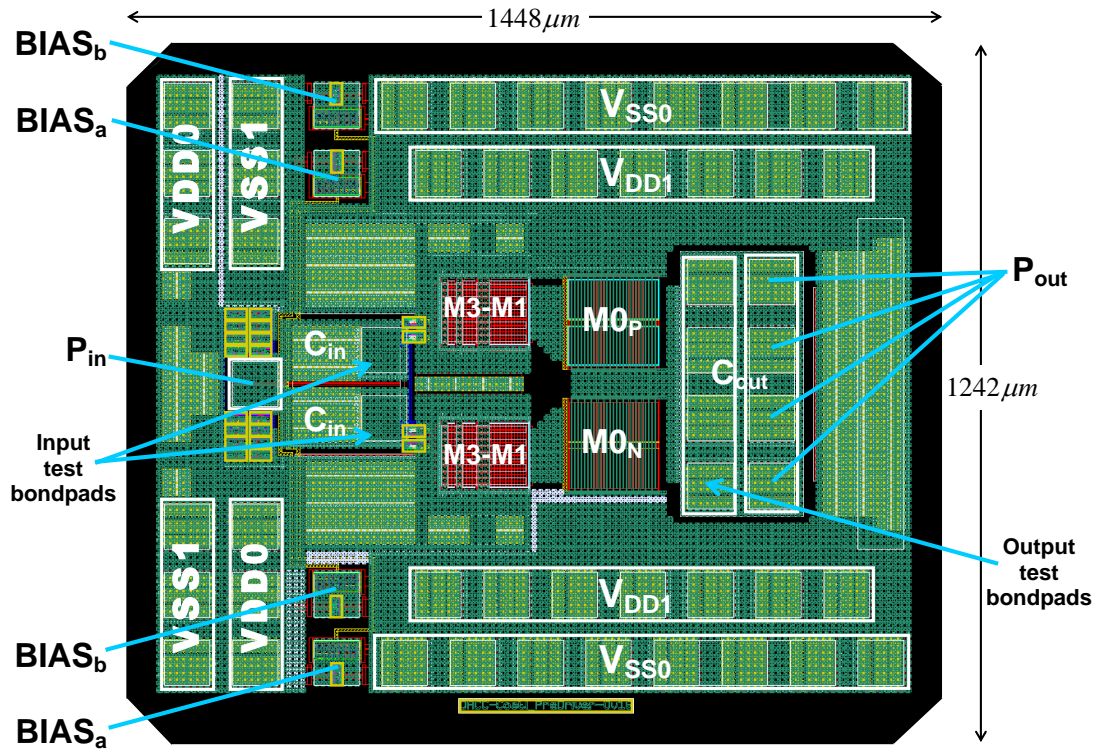 1448μm
BIASb
BIASa
VDD0
VSS1
VSS0
VDD1
Pout
M3-M1
M0P
Pin
Cin
Cout
1242μm
Cin
M3-M1
M0N
Input
test
bondpads
VSS1
VDD0
VDD1
Output
test
bondpads
BIASb
VSS0
BIASa